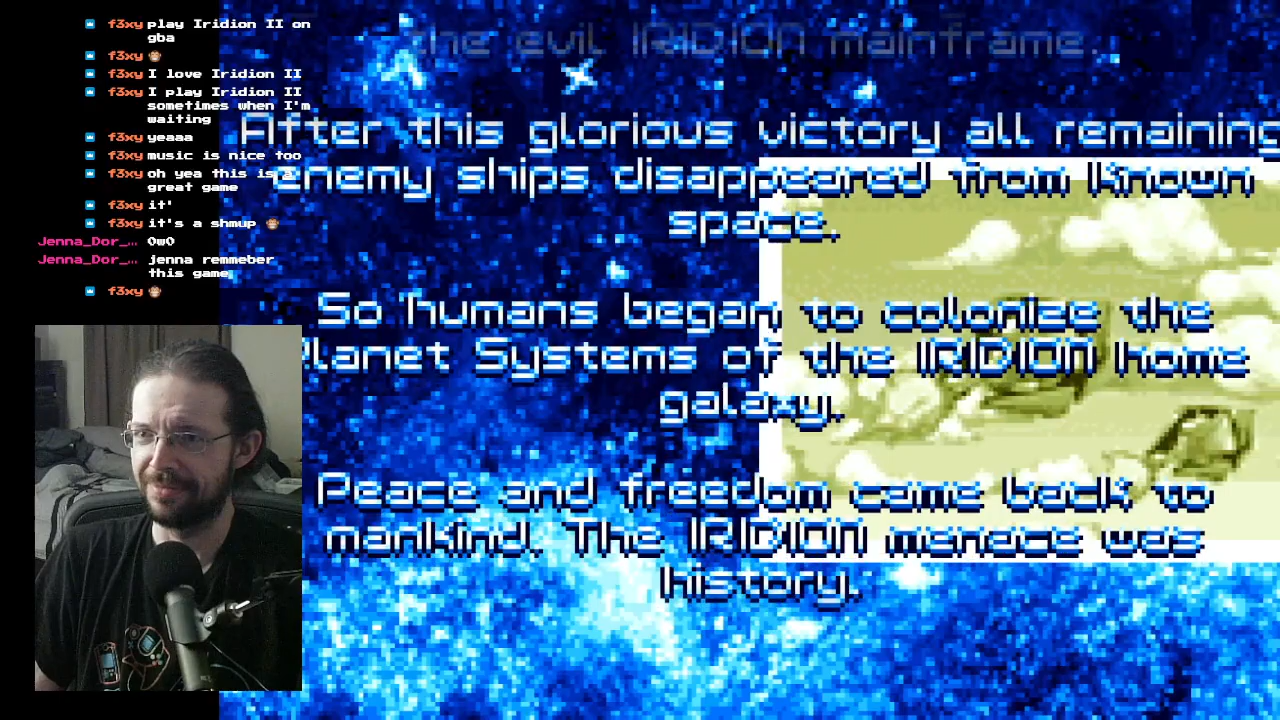 f3xy play Iridion II on
gba
f3xy
f3xy I love Iridion II
f3xy I play Iridion II
sometimes when I'm
waiting
f3xy yeaaa
f3xy music is nice too
f3xy oh yea this is a
great game
f3xy it'
f3xy it's a shmup
Jenna_Dor_… OwO
Jenna_Dor_… jenna remmeber
this game
f3xy
the evil IRIDION mainframe.
After this glorious victory all remaining
enemy ships disappeared from known
space.
So humans began to colonize the
Planet Systems of the IRIDION home
galaxy.
Peace and freedom came back to
mankind. The IRIDION menace was
history.